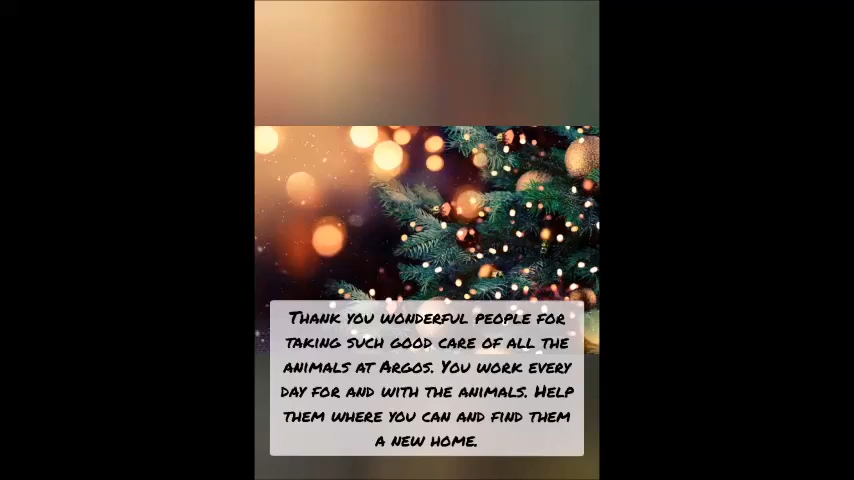 Thank you wonderful people for
taking such good care of all the
animals at Argos. You work every
day for and with the animals. Help
them where you can and find them
a new home.